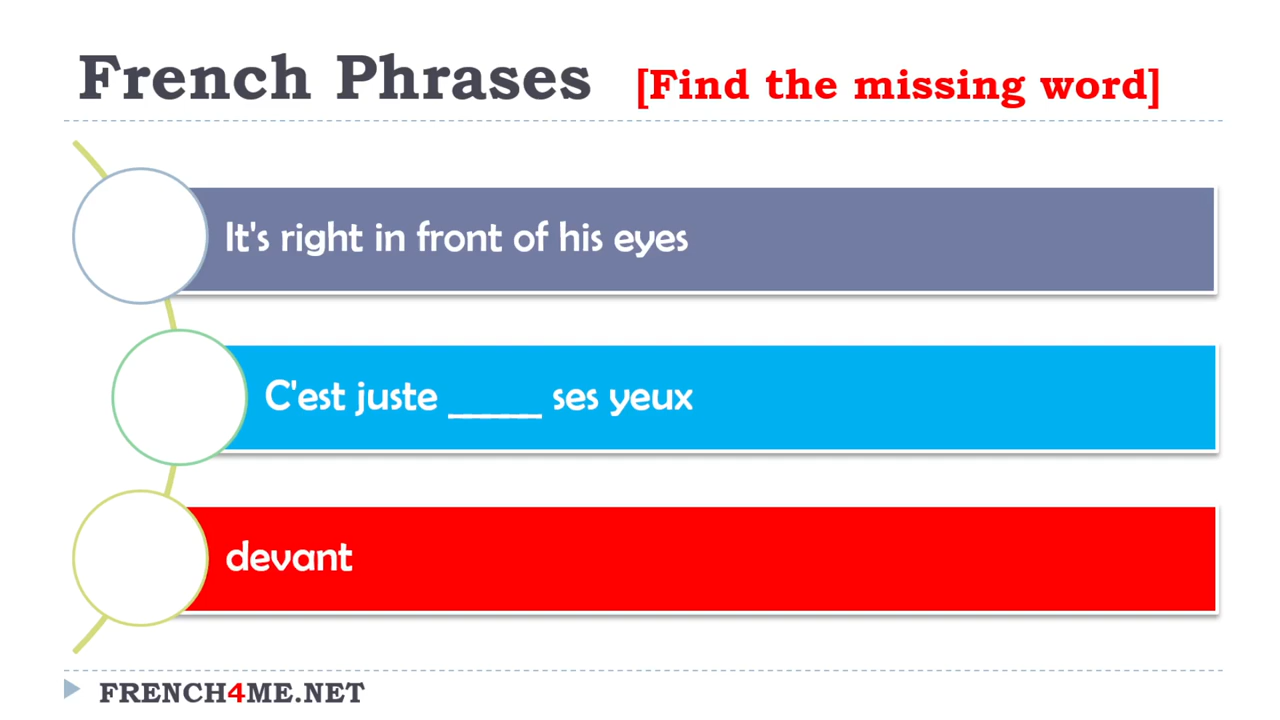 French Phrases [Find the missing word]
It's right in front of his eyes
C'est juste _____ ses yeux
devant
FRENCH4ME.NET